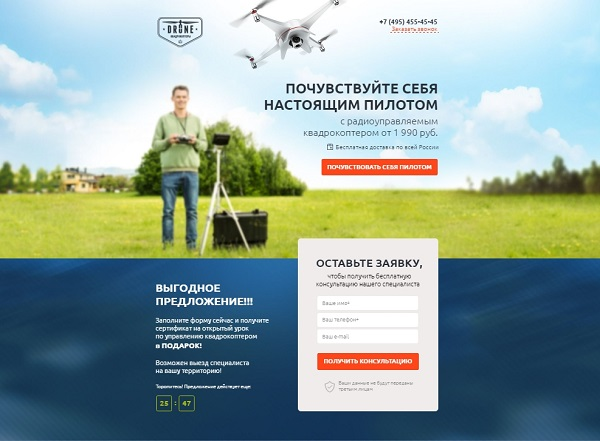 DRONE
КВАДРОКОПТЕРЫ
+7 (495) 455-45-45
Заказать звонок
ПОЧУВСТВУЙТЕ СЕБЯ
НАСТОЯЩИМ ПИЛОТОМ
с радиоуправляемым
квадрокоптером от 1 990 руб.
Бесплатная доставка по всей России
ПОЧУВСТВОВАТЬ СЕБЯ ПИЛОТОМ
ВЫГОДНОЕ
ПРЕДЛОЖЕНИЕ!!!
Заполните форму сейчас и получите
сертификат на открытый урок
по управлению квадрокоптером
в ПОДАРОК!
Возможен выезд специалиста
на вашу территорию!
Торопитесь! Предложение действует еще:
25 : 47
ОСТАВЬТЕ ЗАЯВКУ,
чтобы получить бесплатную
консультацию нашего специалиста
Ваше имя*
Ваш телефон*
Ваш e-mail
ПОЛУЧИТЬ КОНСУЛЬТАЦИЮ
Ваши данные не будут переданы
третьим лицам